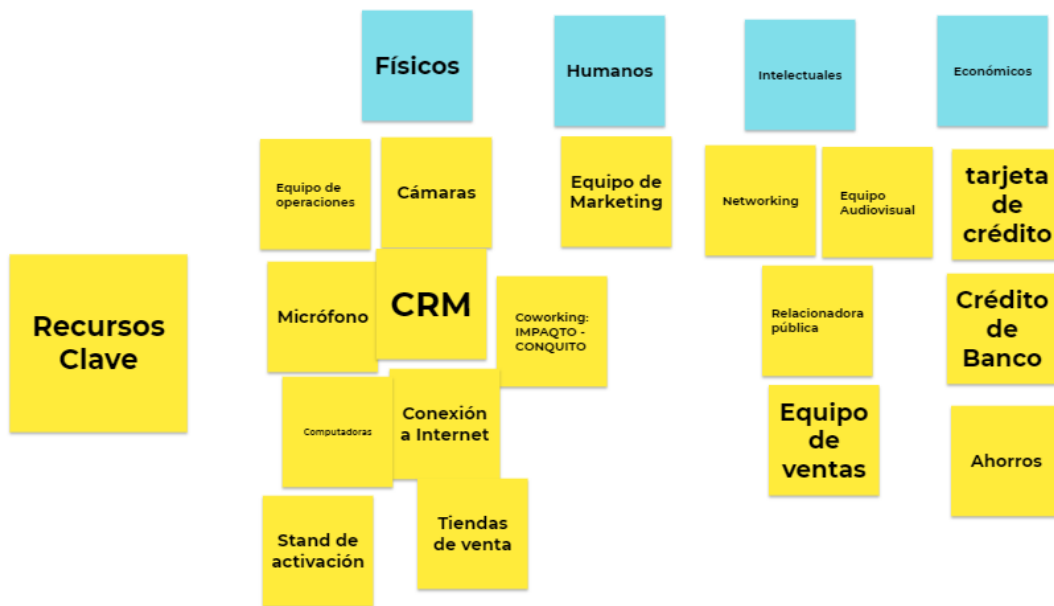 Físicos
Humanos
Intelectuales
Económicos
Equipo de
operaciones
Cámaras
Equipo de
Marketing
Networking
Equipo
Audiovisual
tarjeta
de
crédito
Recursos
Clave
Micrófono
CRM
Coworking:
IMPAQTO -
CONQUITO
Relacionadora
pública
Crédito
de
Banco
Computadoras
Conexión
a Internet
Equipo
de
ventas
Ahorros
Stand de
activación
Tiendas
de venta